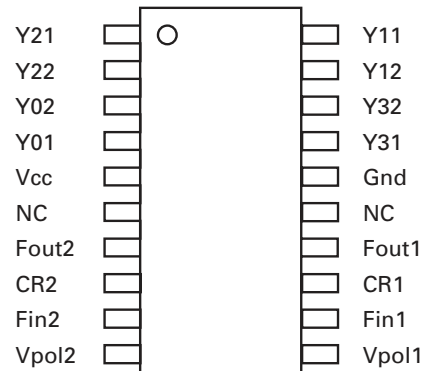 Y21 Y11
Y22 Y12
Y02 Y32
Y01 Y31
Vcc Gnd
NC NC
Fout2 Fout1
CR2 CR1
Fin2 Fin1
Vpol2 Vpol1